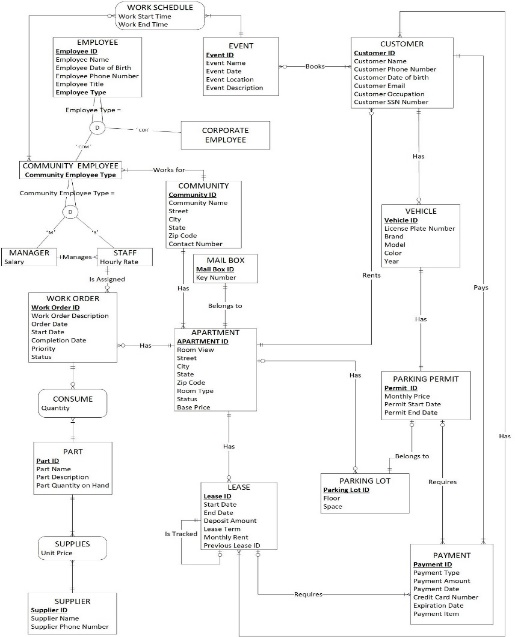 WORK SCHEDULE
Work Start Time
Work End Time
EMPLOYEE
Employee ID
Employee Name
Employee Date of Birth
Employee Phone Number
Employee Title
Employee Type
EVENT
Event ID
Event Name
Event Date
Event Location
Event Description
Books
CUSTOMER
Customer ID
Customer Name
Customer Phone Number
Customer Date of birth
Customer Email
Customer Occupation
Customer SSN Number
Employee Type =
D
CORPORATE
EMPLOYEE
COMMUNITY EMPLOYEE
Community Employee Type
Works for
Has
Community Employee Type =
D
COMMUNITY
Community ID
Community Name
Street
City
State
Zip Code
Contact Number
VEHICLE
Vehicle ID
License Plate Number
Brand
Model
Color
Year
MANAGER
Salary
Manages
STAFF
Hourly Rate
MAIL BOX
Mail Box ID
Key Number
Is Assigned
Has
Rents
Pays
WORK ORDER
Work Order ID
Work Order Description
Order Date
Start Date
Completion Date
Priority
Status
Belongs to
Has
Has
APARTMENT
APARTMENT ID
Room View
Street
City
State
Zip Code
Room Type
Status
Base Price
Has
PARKING PERMIT
Permit ID
Monthly Price
Permit Start Date
Permit End Date
CONSUME
Quantity
Has
Has
PART
Part ID
Part Name
Part Description
Part Quantity on Hand
Belongs to
PARKING LOT
Parking Lot ID
Floor
Space
Requires
LEASE
Lease ID
Start Date
End Date
Deposit Amount
Lease Term
Monthly Rent
Previous Lease ID
Is Tracked
SUPPLIES
Unit Price
PAYMENT
Payment ID
Payment Type
Payment Amount
Payment Date
Credit Card Number
Expiration Date
Payment Item
Requires
SUPPLIER
Supplier ID
Supplier Name
Supplier Phone Number